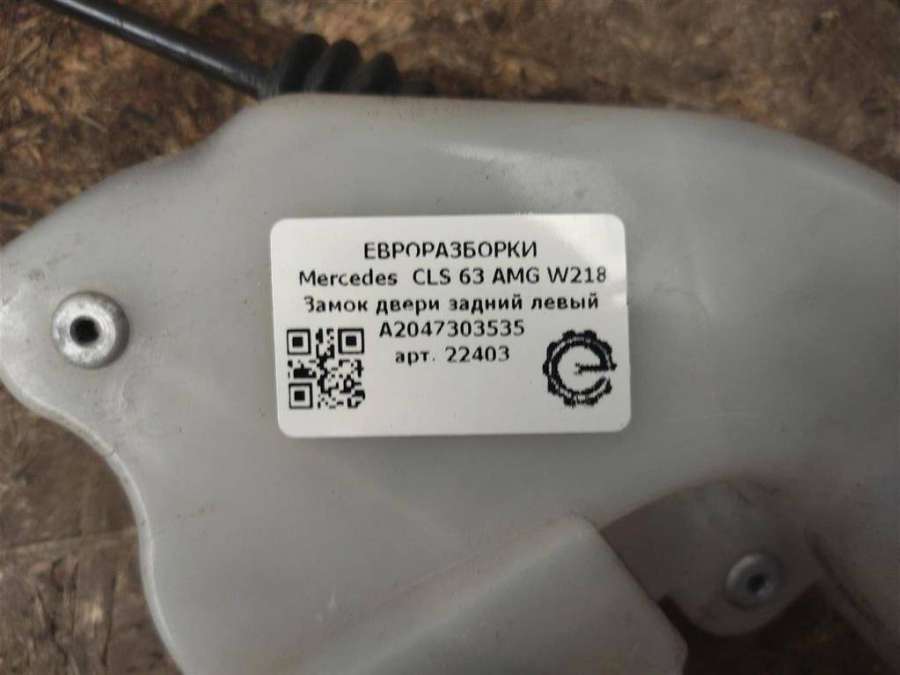 ЕВРОРАЗБОРКИ
Mercedes CLS 63 AMG W218
Замок двери задний левый
A2047303535
арт. 22403